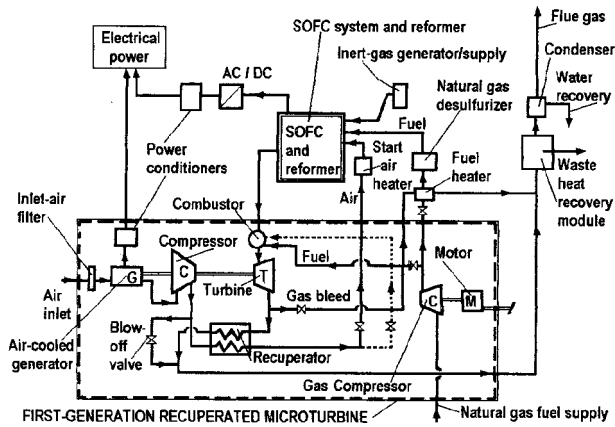 SOFC system and reformer
Flue gas
Electrical
power
AC / DC
Inert-gas generator/supply
Condenser
Natural gas
desulfurizer
Water
recovery
Fuel
SOFC
and
reformer
Power
conditioners
Start
air
heater
Fuel
heater
Waste
heat
recovery
module
Inlet-air
filter
Combustor
Air
Compressor
Fuel
Motor
G
C
T
Turbine
Gas bleed
C
M
Air
inlet
Blow-
off
valve
Air-cooled
generator
Recuperator
Gas Compressor
FIRST-GENERATION RECUPERATED MICROTURBINE
Natural gas fuel supply